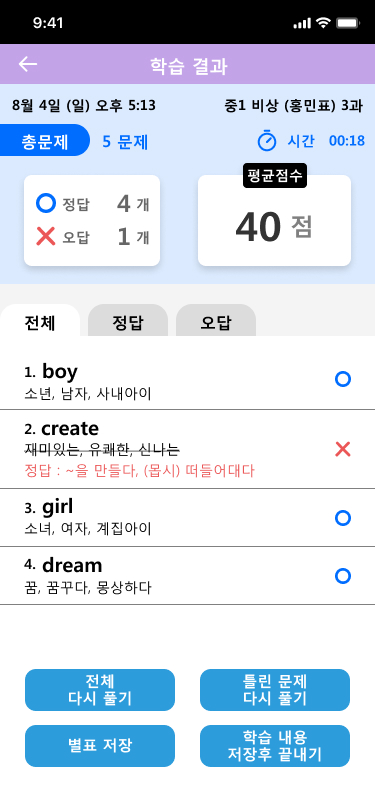 9:41
학습 결과
8월 4일 (일) 오후 5:13
중1 비상 (홍민표) 3과
총문제
5 문제
시간 00:18
평균점수
정답 4 개
오답 1 개
40 점
전체
정답
오답
1. boy
소년, 남자, 사내아이
2. create
재미있는, 유쾌한, 신나는
정답 : ~을 만들다, (몹시) 떠들어대다
3. girl
소녀, 여자, 계집아이
4. dream
꿈, 꿈꾸다, 몽상하다
전체
다시 풀기
틀린 문제
다시 풀기
별표 저장
학습 내용
저장후 끝내기